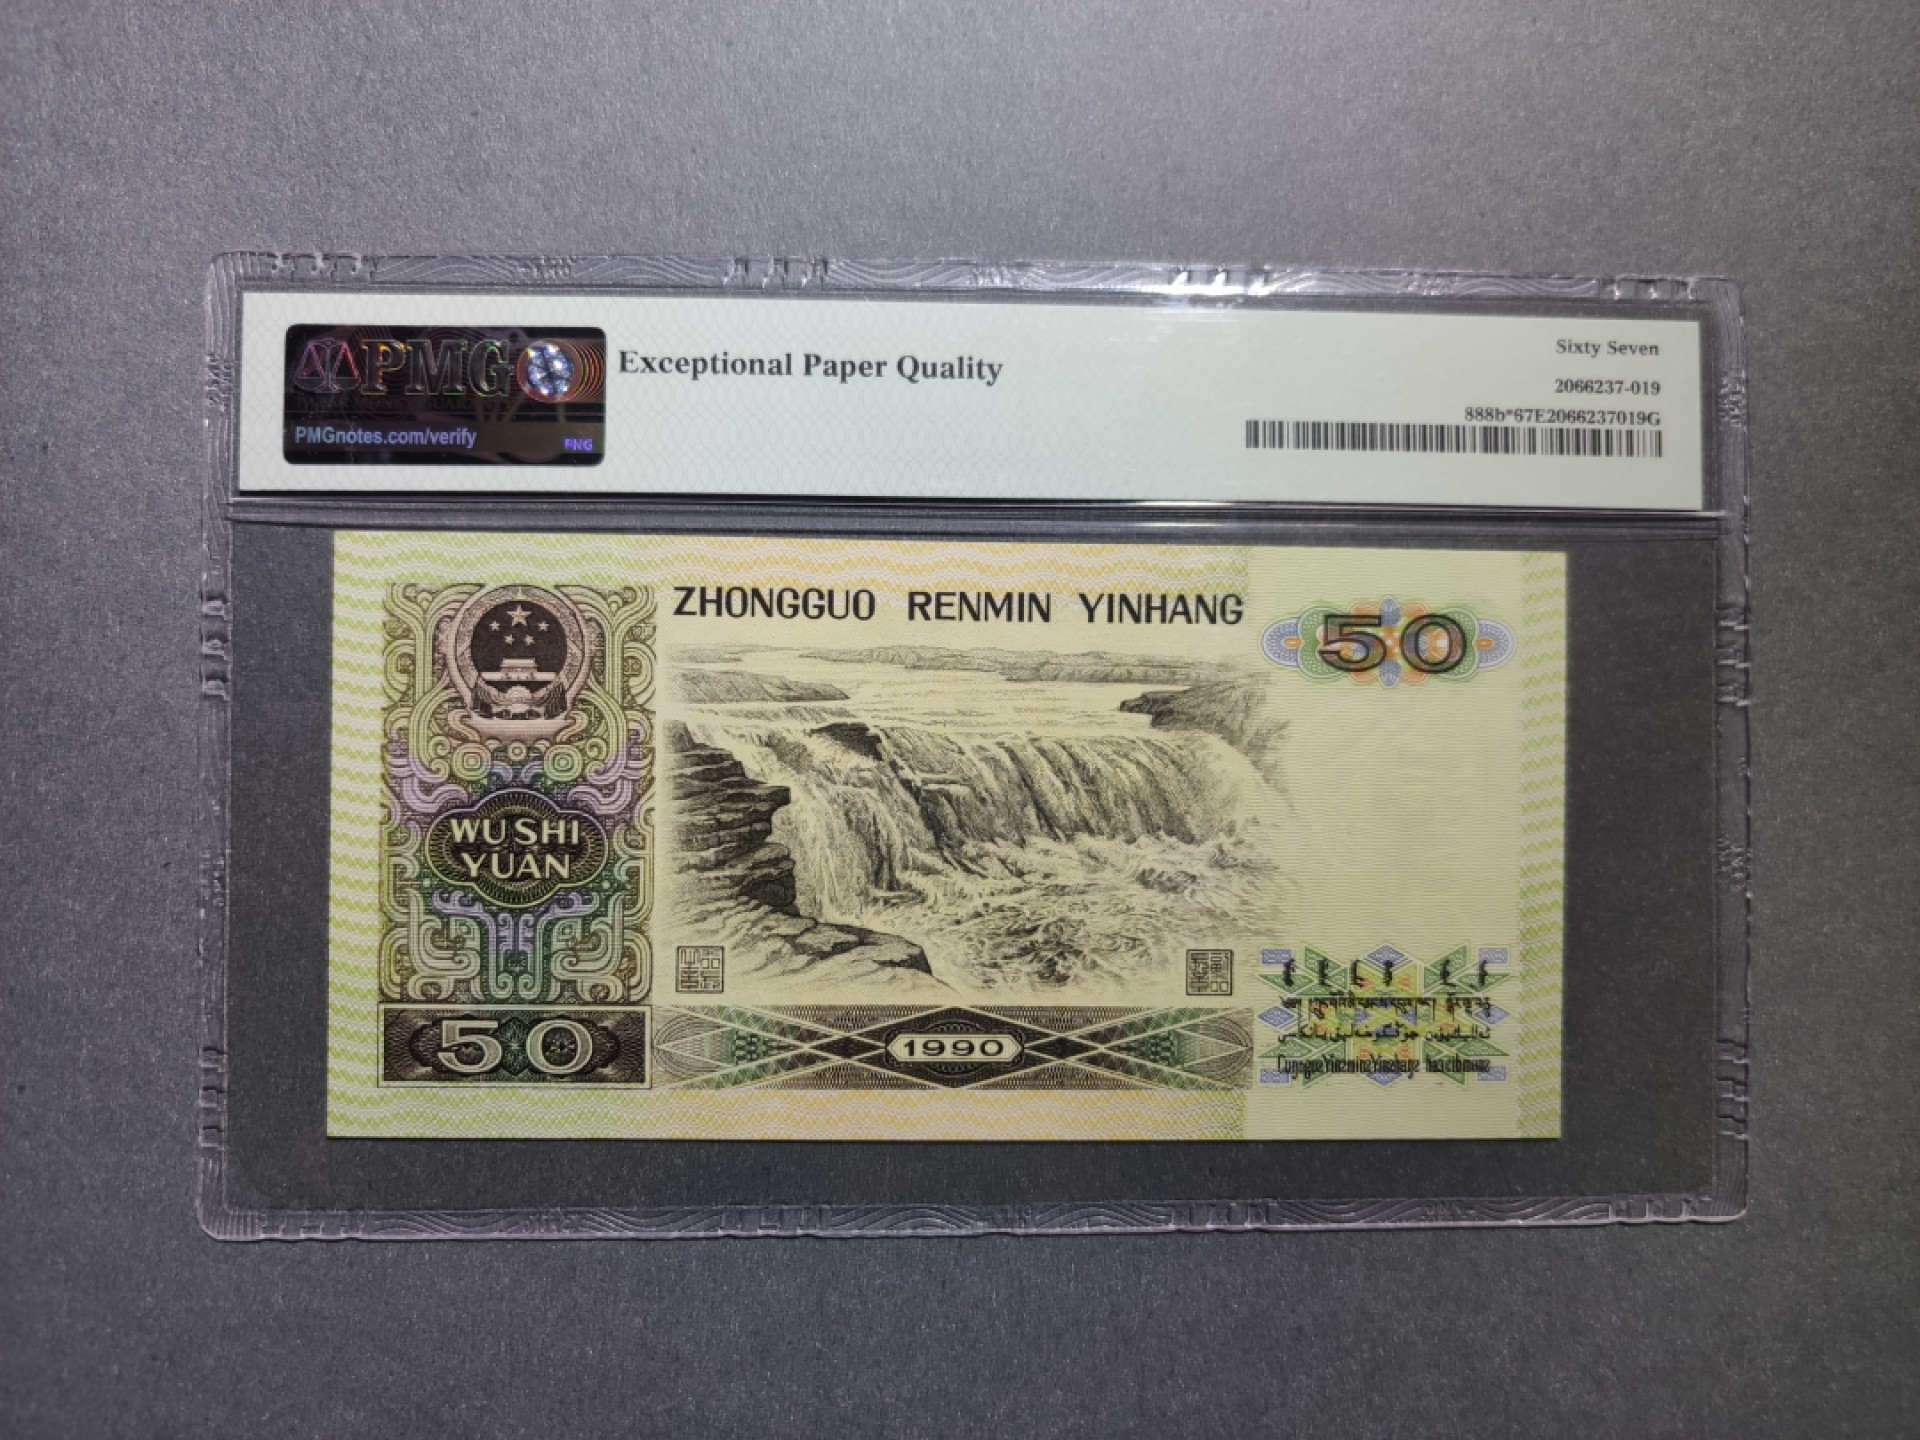 PMG
PMGnotes.com/verify
PMG
Exceptional Paper Quality
Sixty Seven
2066237-019
888b*67E2066237019G
ZHONGGUO RENMIN YINHANG
50
WU SHI
YUAN
50
1990